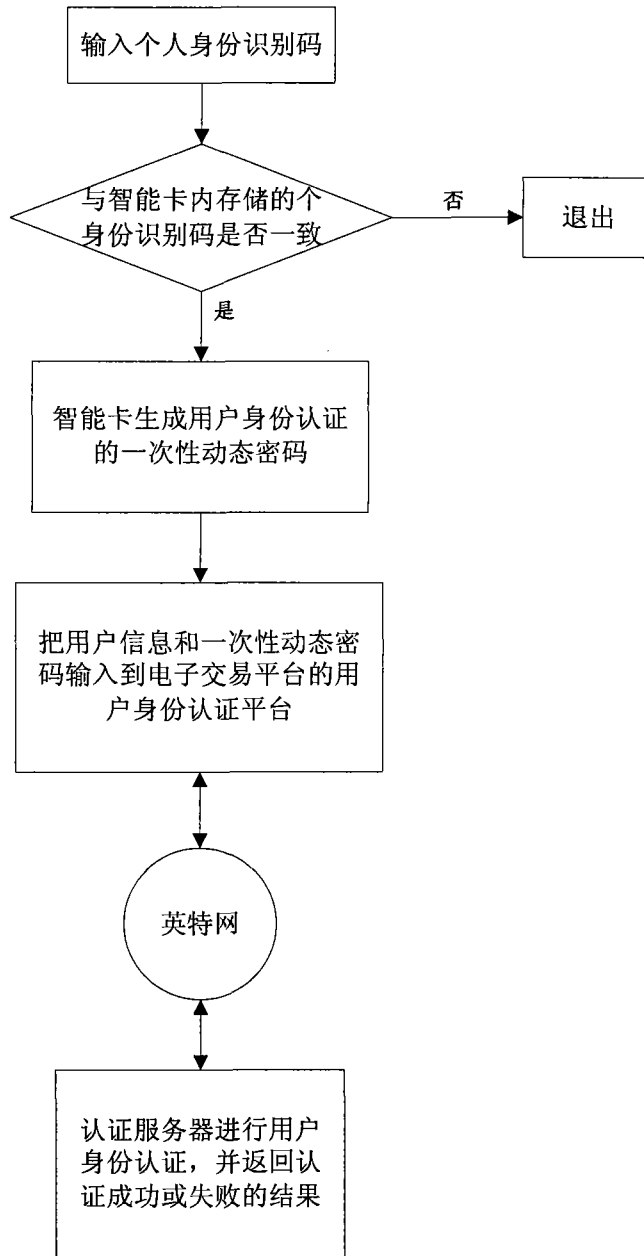 输入个人身份识别码
与智能卡内存储的个
身份识别码是否一致
否
退出
是
智能卡生成用户身份认证
的一次性动态密码
把用户信息和一次性动态密
码输入到电子交易平台的用
户身份认证平台
英特网
认证服务器进行用户
身份认证，并返回认
证成功或失败的结果